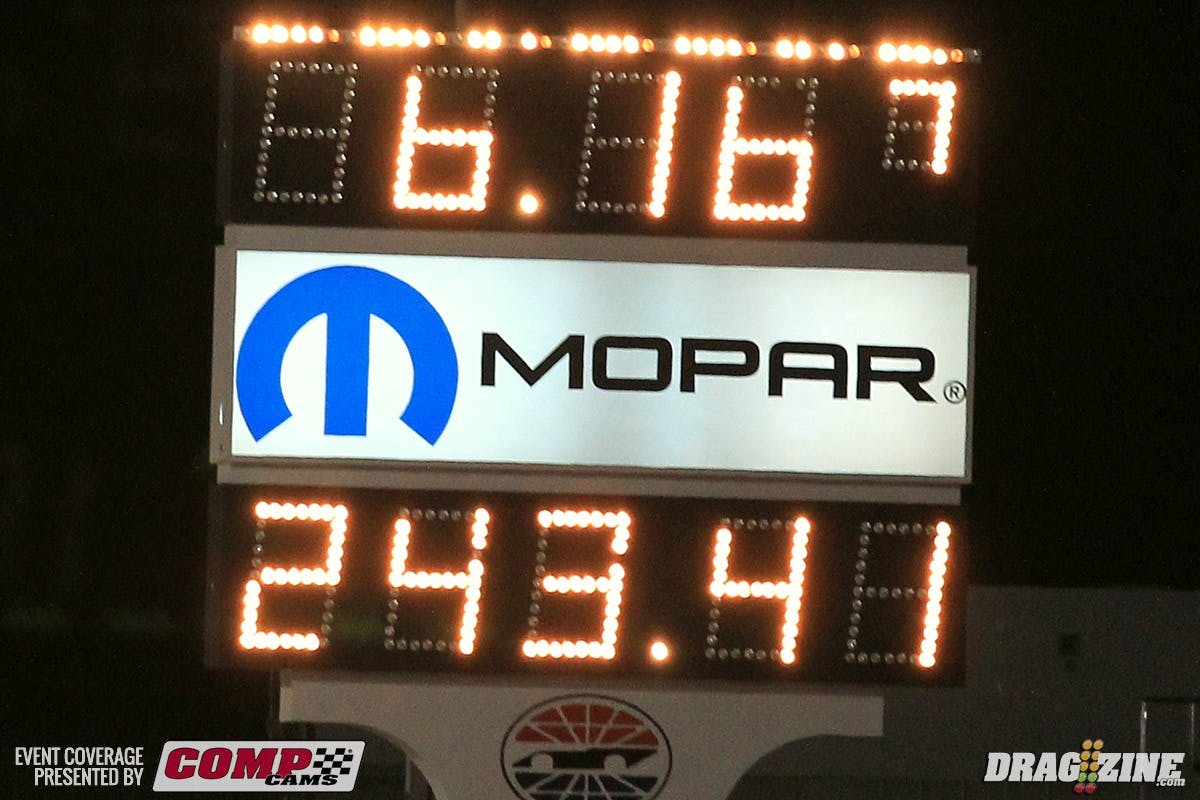 6.167
MOPAR®
243.41
EVENT COVERAGE
PRESENTED BY
COMP
CAMS
DRAGZINE
.com